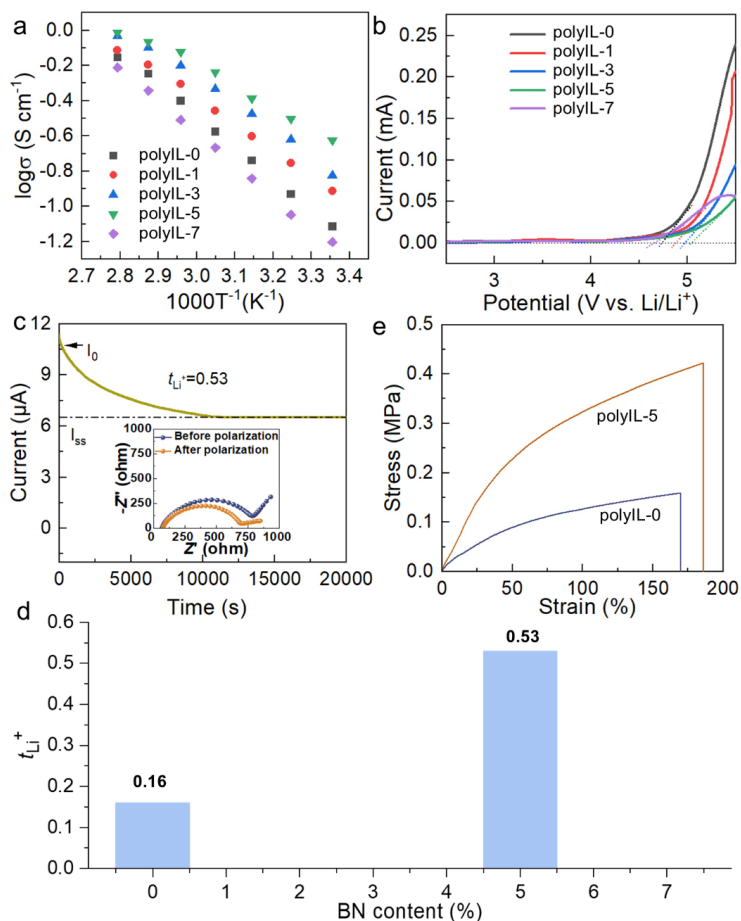 a
0.0
-0.2
-0.4
-0.6
-0.8
-1.0
-1.2
logσ (S cm⁻¹)
polyIL-0
polyIL-1
polyIL-3
polyIL-5
polyIL-7
2.7 2.8 2.9 3.0 3.1 3.2 3.3 3.4
1000T⁻¹(K⁻¹)
b
0.25
0.20
0.15
0.10
0.05
0.00
Current (mA)
polyIL-0
polyIL-1
polyIL-3
polyIL-5
polyIL-7
3 4 5
Potential (V vs. Li/Li⁺)
c
12
9
6
3
0
Current (μA)
I₀
t_Li⁺=0.53
I_ss
1000
750
500
250
0
-Z'' (ohm)
Before polarization
After polarization
0 250 500 750 1000
Z' (ohm)
0 5000 10000 15000 20000
Time (s)
e
0.5
0.4
0.3
0.2
0.1
0.0
Stress (MPa)
polyIL-5
polyIL-0
0 50 100 150 200
Strain (%)
d
0.6
0.5
0.4
0.3
0.2
0.1
0.0
t_Li⁺
0.16
0.53
0 1 2 3 4 5 6 7
BN content (%)